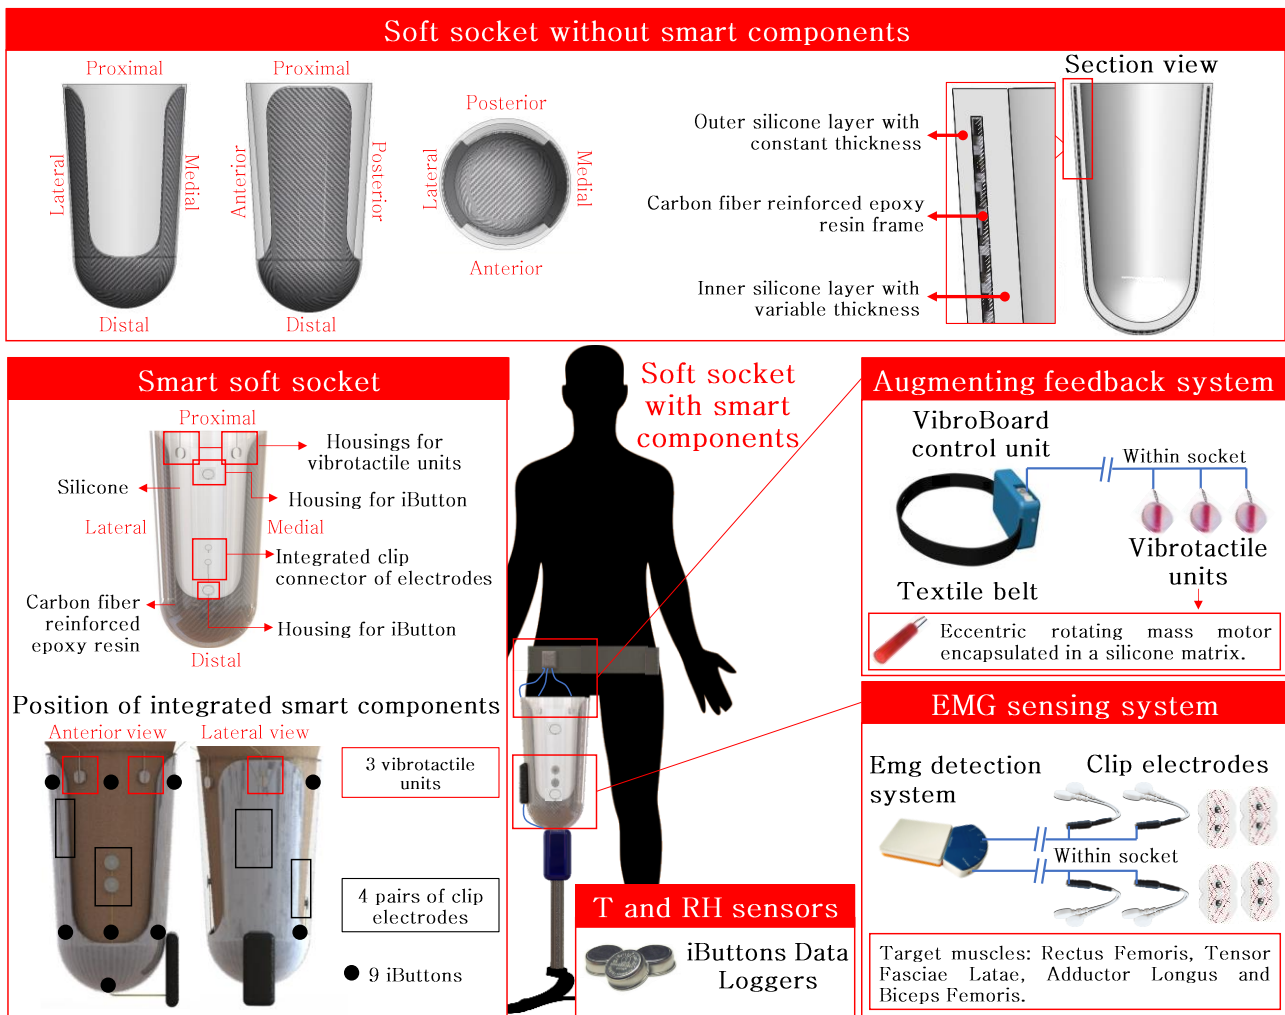 Soft socket without smart components
Proximal
Proximal
Lateral
Medial
Anterior
Posterior
Distal
Distal
Posterior
Lateral
Medial
Anterior
Section view
Outer silicone layer with
constant thickness
Carbon fiber reinforced epoxy
resin frame
Inner silicone layer with
variable thickness
Smart soft socket
Proximal
Housings for
vibrotactile units
Silicone
Housing for iButton
Lateral
Medial
Integrated clip
connector of electrodes
Carbon fiber
reinforced
epoxy resin
Housing for iButton
Distal
Position of integrated smart components
Anterior view
Lateral view
3 vibrotactile
units
4 pairs of clip
electrodes
9 iButtons
Soft socket
with smart
components
T and RH sensors
iButtons Data
Loggers
Augmenting feedback system
VibroBoard
control unit
Within socket
Vibrotactile
units
Textile belt
Eccentric rotating mass motor
encapsulated in a silicone matrix.
EMG sensing system
Emg detection
system
Clip electrodes
Within socket
Target muscles: Rectus Femoris, Tensor
Fasciae Latae, Adductor Longus and
Biceps Femoris.